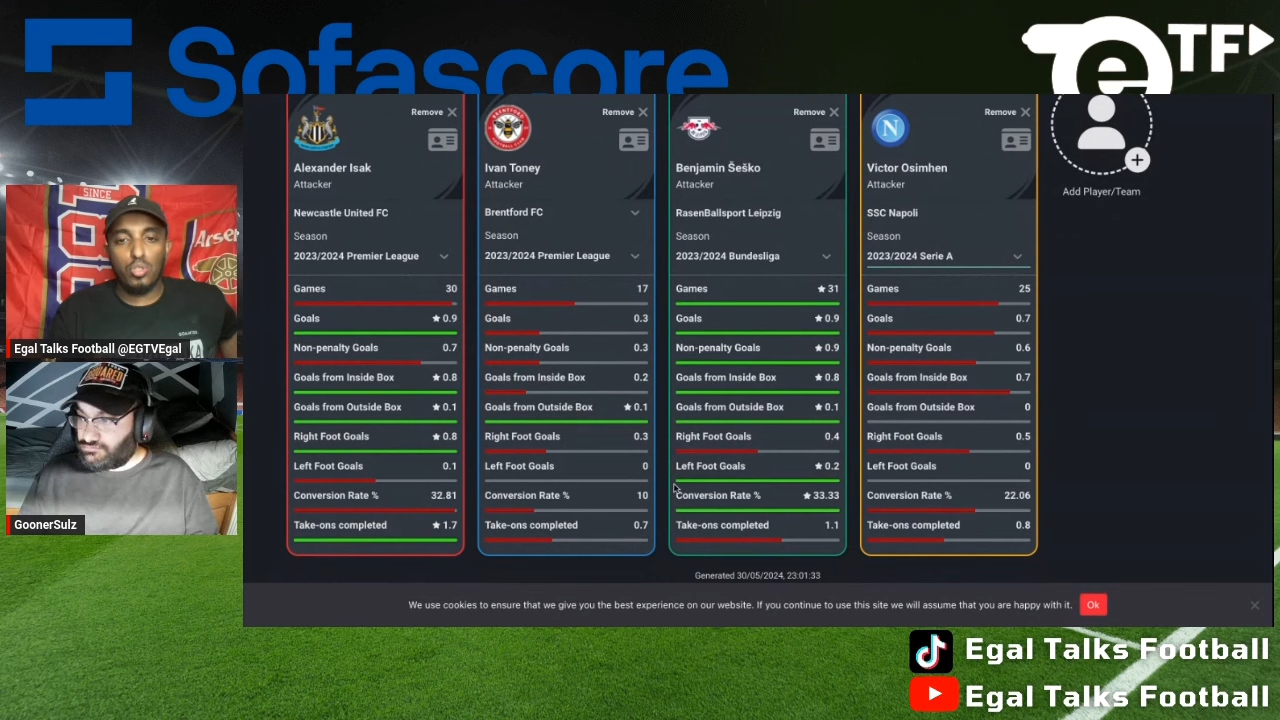 Sofascore
e TF
SINCE
Arsen
Egal Talks Football @EGTVEgal
GoonerSulz
Remove
Alexander Isak
Attacker
Newcastle United FC
Season
2023/2024 Premier League
Games 30
Goals 0.9
Non-penalty Goals 0.7
Goals from Inside Box 0.8
Goals from Outside Box 0.1
Right Foot Goals 0.8
Left Foot Goals 0.1
Conversion Rate % 32.81
Take-ons completed 1.7
Remove
Ivan Toney
Attacker
Brentford FC
Season
2023/2024 Premier League
Games 17
Goals 0.3
Non-penalty Goals 0.3
Goals from Inside Box 0.2
Goals from Outside Box 0.1
Right Foot Goals 0.3
Left Foot Goals 0
Conversion Rate % 10
Take-ons completed 0.7
Remove
Benjamin Šeško
Attacker
RasenBallsport Leipzig
Season
2023/2024 Bundesliga
Games 31
Goals 0.9
Non-penalty Goals 0.9
Goals from Inside Box 0.8
Goals from Outside Box 0.1
Right Foot Goals 0.4
Left Foot Goals 0.2
Conversion Rate % 33.33
Take-ons completed 1.1
Remove
N
Victor Osimhen
Attacker
SSC Napoli
Season
2023/2024 Serie A
Games 25
Goals 0.7
Non-penalty Goals 0.6
Goals from Inside Box 0.7
Goals from Outside Box 0
Right Foot Goals 0.5
Left Foot Goals 0
Conversion Rate % 22.06
Take-ons completed 0.8
Add Player/Team
Generated 30/05/2024, 23:01:33
We use cookies to ensure that we give you the best experience on our website. If you continue to use this site we will assume that you are happy with it. Ok
Egal Talks Football
Egal Talks Football